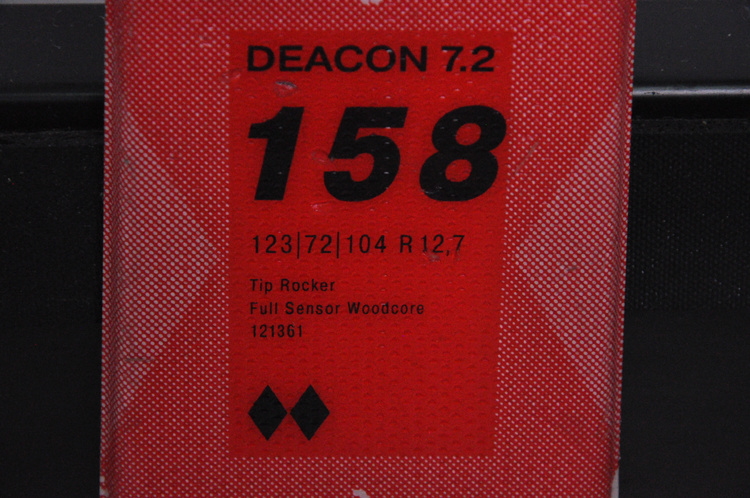 DEACON 7.2
158
123|72|104 R 12,7
Tip Rocker
Full Sensor Woodcore
121361